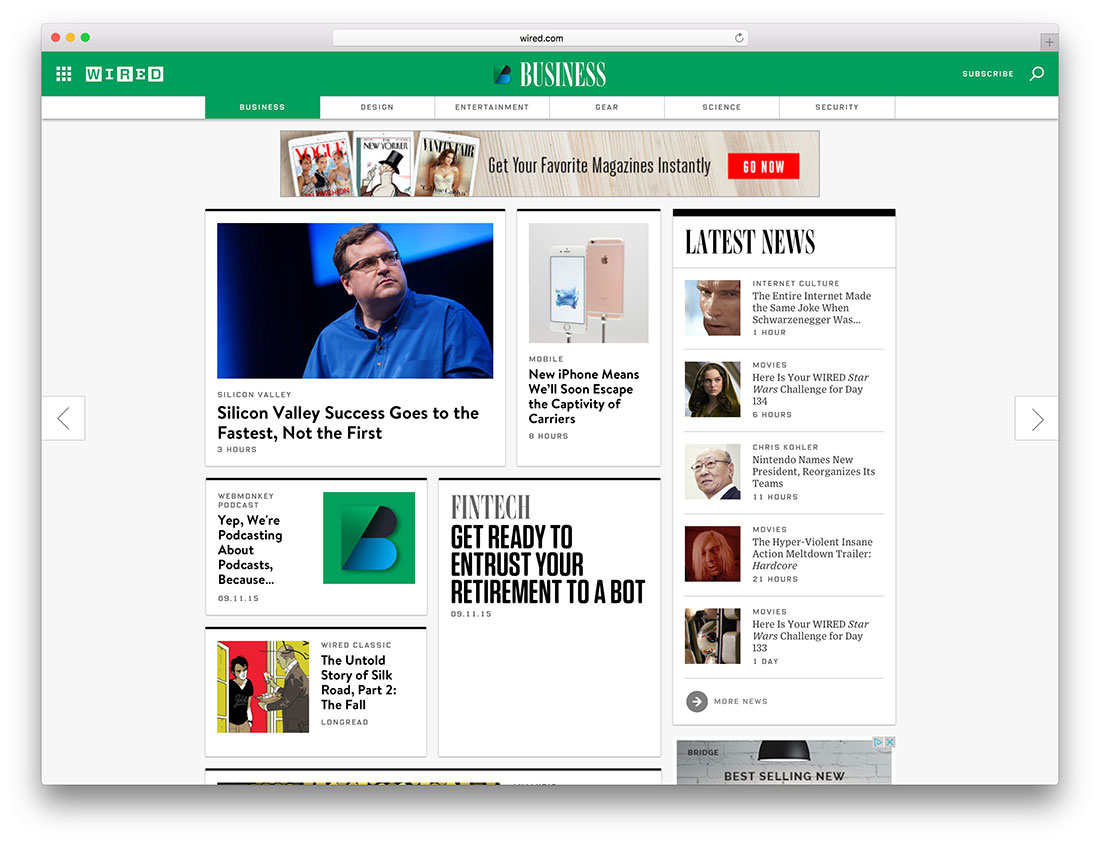 wired.com
WIRED
BUSINESS
SUBSCRIBE
BUSINESS
DESIGN
ENTERTAINMENT
GEAR
SCIENCE
SECURITY
VOGUE
THE
NEW YORKER
VANITY FAIR
Get Your Favorite Magazines Instantly
GO NOW
SILICON VALLEY
Silicon Valley Success Goes to the
Fastest, Not the First
3 HOURS
MOBILE
New iPhone Means
We'll Soon Escape
the Captivity of
Carriers
8 HOURS
WEBMONKEY
PODCAST
Yep, We're
Podcasting
About
Podcasts,
Because...
09.11.15
FINTECH
GET READY TO
ENTRUST YOUR
RETIREMENT TO A BOT
09.11.15
WIRED CLASSIC
The Untold
Story of Silk
Road, Part 2:
The Fall
LONGREAD
LATEST NEWS
INTERNET CULTURE
The Entire Internet Made
the Same Joke When
Schwarzenegger Was...
1 HOUR
MOVIES
Here Is Your WIRED Star
Wars Challenge for Day
134
6 HOURS
CHRIS KOHLER
Nintendo Names New
President, Reorganizes Its
Teams
11 HOURS
MOVIES
The Hyper-Violent Insane
Action Meltdown Trailer:
Hardcore
21 HOURS
MOVIES
Here Is Your WIRED Star
Wars Challenge for Day
133
1 DAY
MORE NEWS
BRIDGE
BEST SELLING NEW